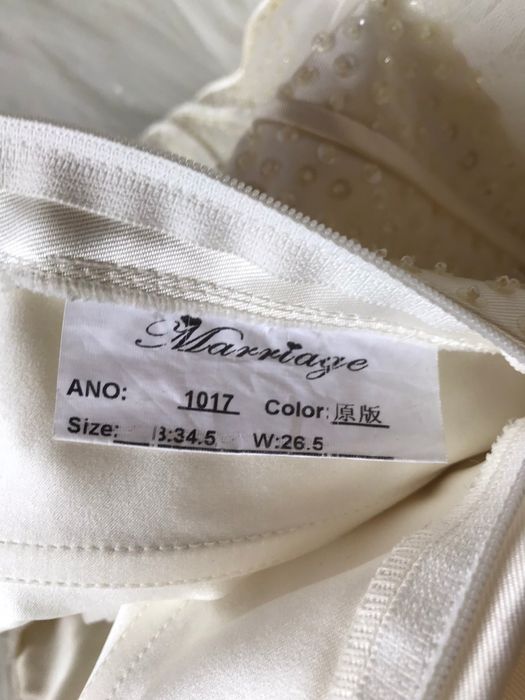 Marriage
ANO: 1017 Color: 原版
Size: B:34.5 W:26.5